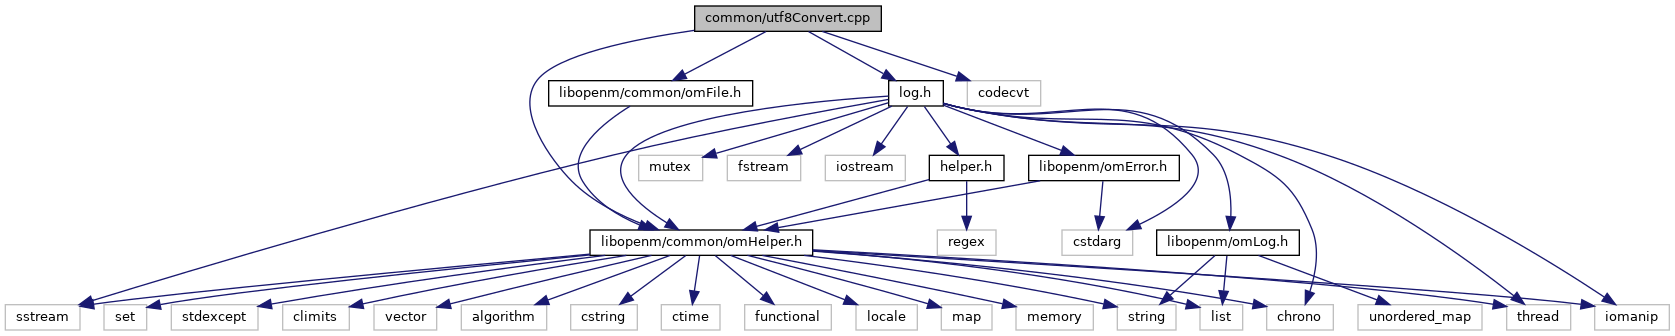 common/utf8Convert.cpp
libopenm/common/omFile.h
log.h
codecvt
mutex
fstream
iostream
helper.h
libopenm/omError.h
libopenm/common/omHelper.h
regex
cstdarg
libopenm/omLog.h
sstream
set
stdexcept
climits
vector
algorithm
cstring
ctime
functional
locale
map
memory
string
list
chrono
unordered_map
thread
iomanip